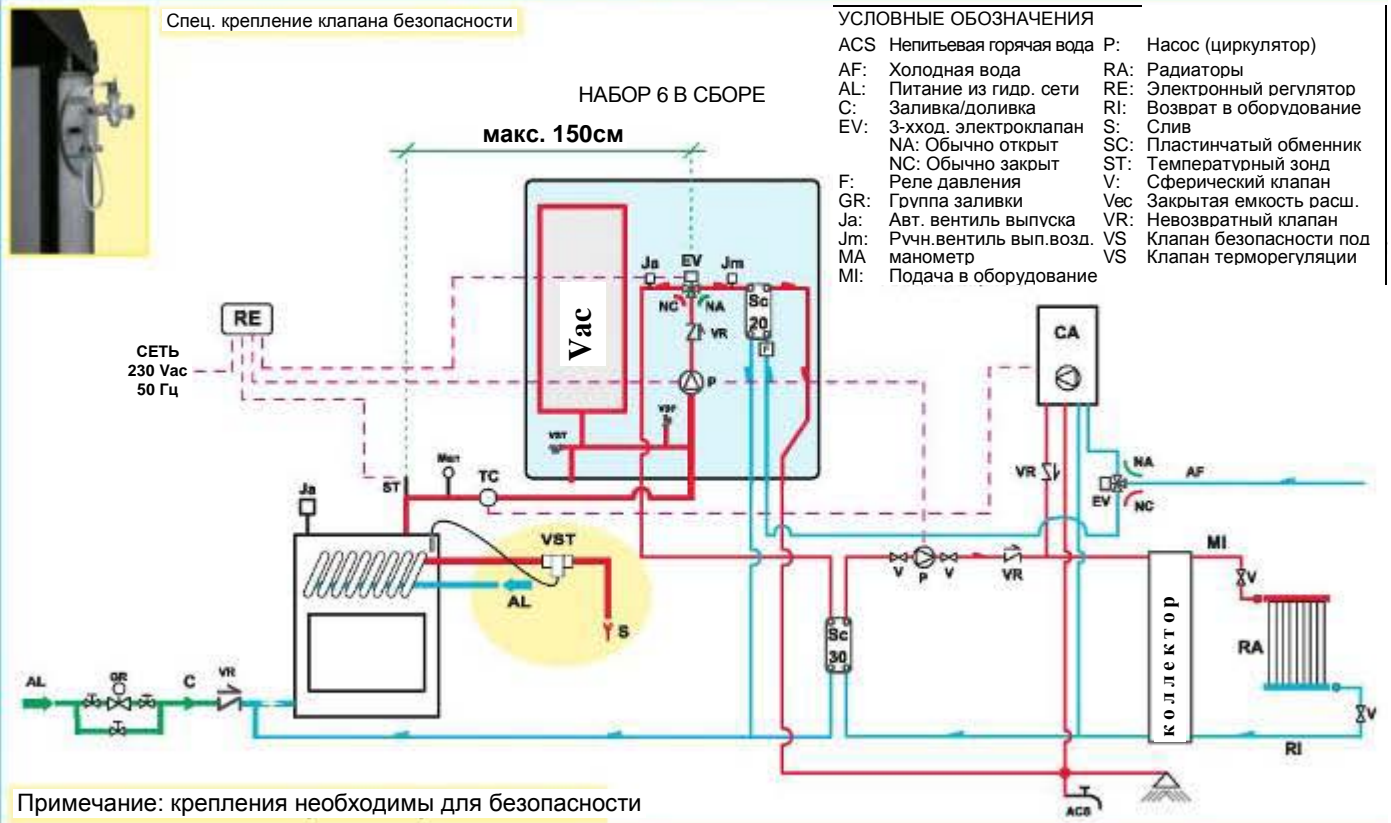 Спец. крепление клапана безопасности
УСЛОВНЫЕ ОБОЗНАЧЕНИЯ
ACS Непитьевая горячая вода P: Насос (циркулятор)
AF: Холодная вода RA: Радиаторы
AL: Питание из гидр. сети RE: Электронный регулятор
C: Заливка/доливка RI: Возврат в оборудование
EV: 3-хход. электроклапан S: Слив
NA: Обычно открыт SC: Пластинчатый обменник
NC: Обычно закрыт ST: Температурный зонд
F: Реле давления V: Сферический клапан
GR: Группа заливки Vec Закрытая емкость расш.
Ja: Авт. вентиль выпуска VR: Невозвратный клапан
Jm: Ручн.вентиль вып.возд. VS Клапан безопасности под
MA манометр VS Клапан терморегуляции
MI: Подача в оборудование
НАБОР 6 В СБОРЕ
макс. 150см
Ja EV Jm
NC NA
Sc
20
VR
F
Vac
P
VST
RE
СЕТЬ
230 Vac
50 Гц
CA
VR
NA
EV
NC
AF
Ja
ST
TC
VST
AL
S
V P V VR
MI
V
Sc
30
коллектор
RA
V
RI
AL GR C VR
ACS
Примечание: крепления необходимы для безопасности